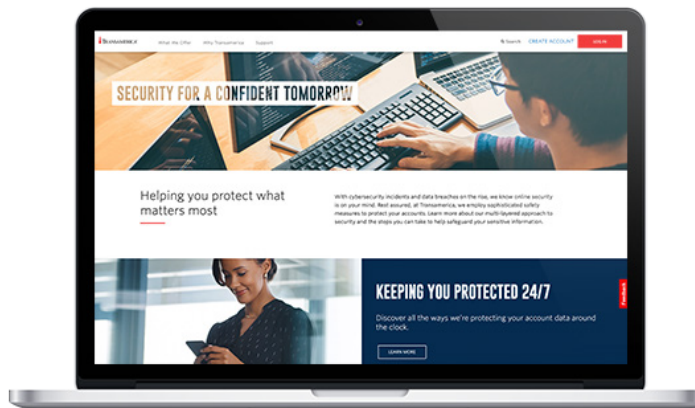 TRANSAMERICA
What We Offer
Why Transamerica
Support
Search
CREATE ACCOUNT
LOG IN
SECURITY FOR A CONFIDENT TOMORROW
Helping you protect what
matters most
With cybersecurity incidents and data breaches on the rise, we know online security
is on your mind. Rest assured, at Transamerica, we employ sophisticated safety
measures to protect your accounts. Learn more about our multi-layered approach to
security and the steps you can take to help safeguard your sensitive information.
KEEPING YOU PROTECTED 24/7
Feedback
Discover all the ways we're protecting your account data around
the clock.
LEARN MORE